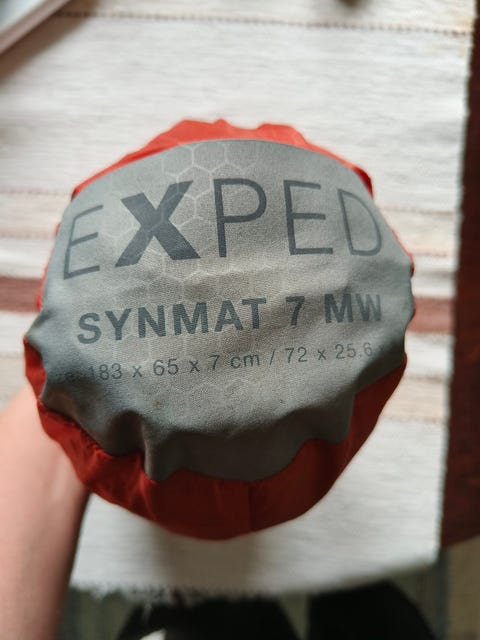 EXPED
SYNMAT 7 MW
183 x 65 x 7 cm / 72 x 25.6